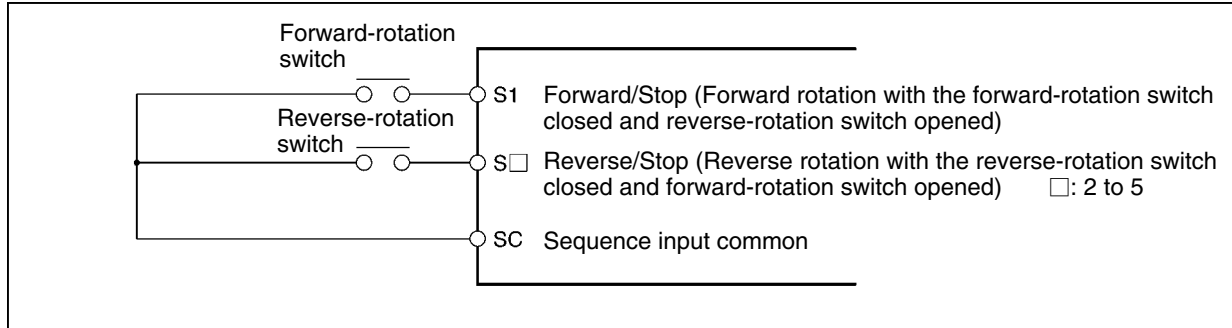 Forward-rotation
switch
S1 Forward/Stop (Forward rotation with the forward-rotation switch
closed and reverse-rotation switch opened)
Reverse-rotation
switch
S□ Reverse/Stop (Reverse rotation with the reverse-rotation switch
closed and forward-rotation switch opened) □: 2 to 5
SC Sequence input common